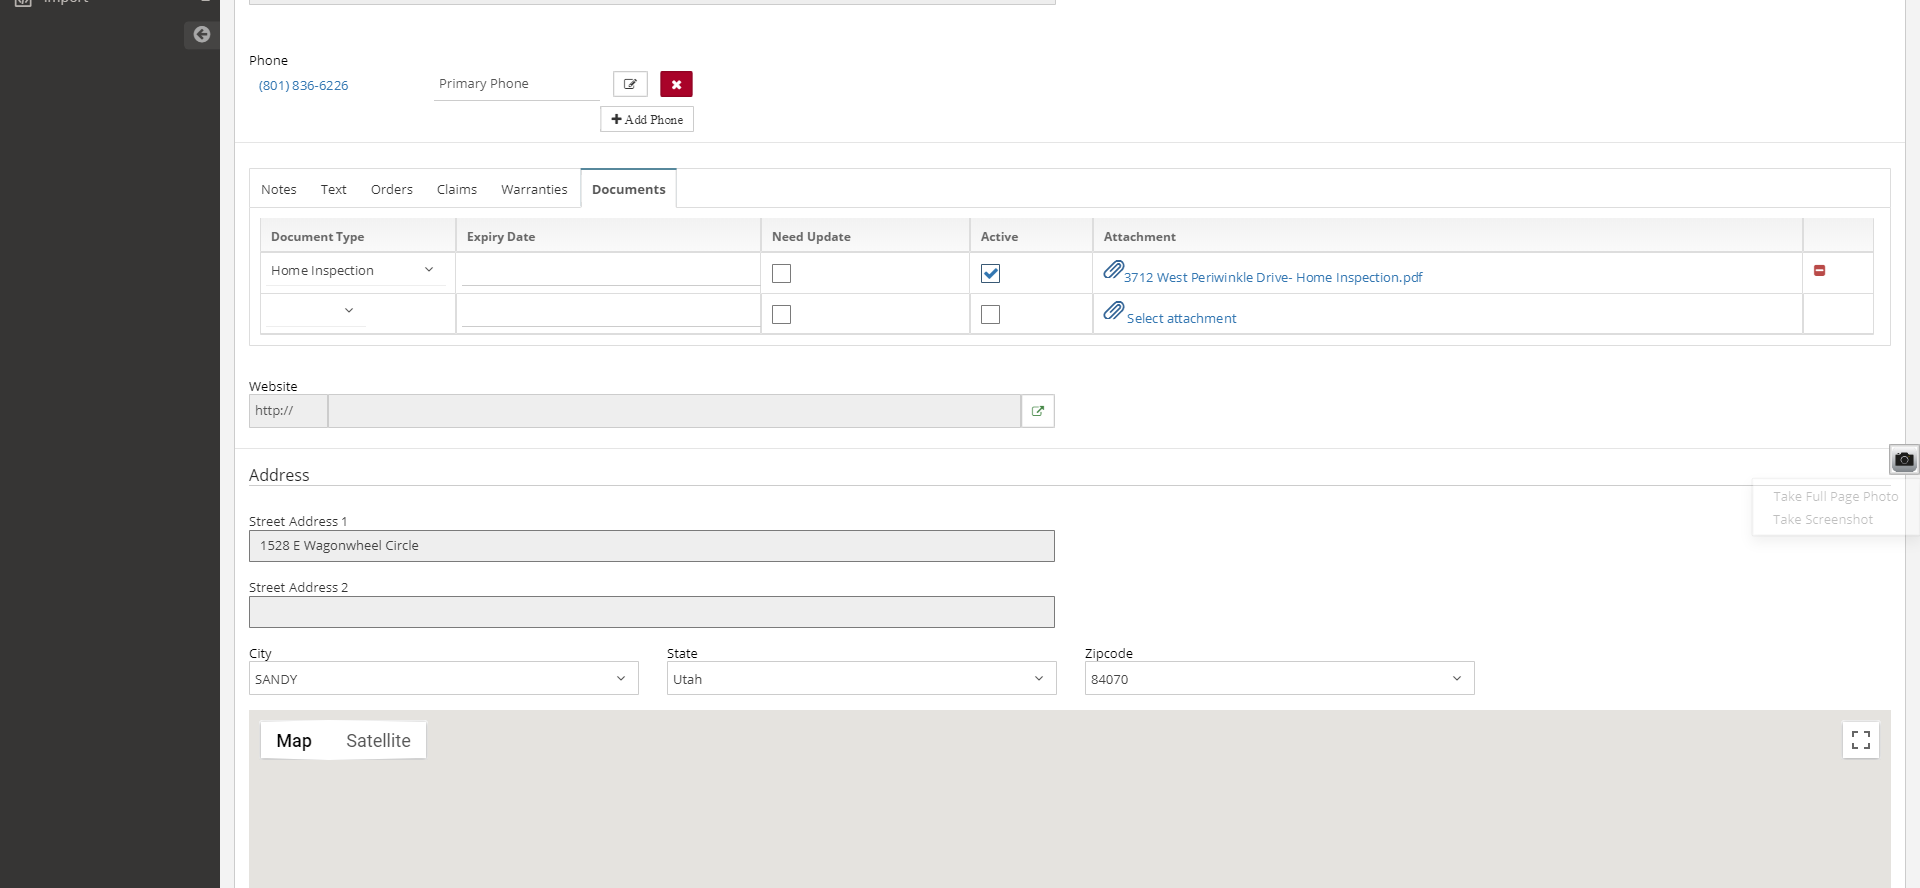 Import
Phone
(801) 836-6226
Primary Phone
Add Phone
Notes Text Orders Claims Warranties Documents
Document Type Expiry Date Need Update Active Attachment
Home Inspection 3712 West Periwinkle Drive- Home Inspection.pdf
Select attachment
Website
http://
Address
Take Full Page Photo
Take Screenshot
Street Address 1
1528 E Wagonwheel Circle
Street Address 2
City State Zipcode
SANDY Utah 84070
Map Satellite